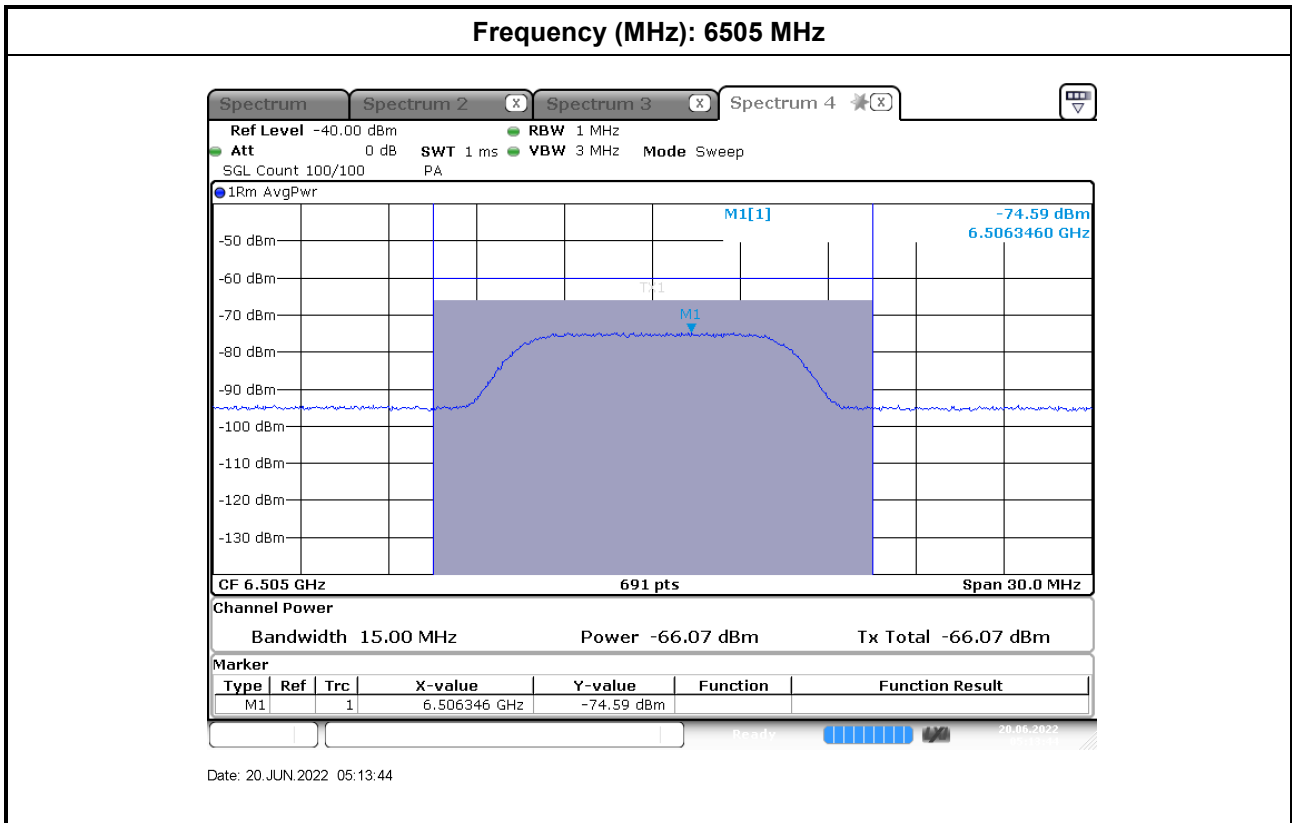 Frequency (MHz): 6505 MHz
Spectrum Spectrum 2 X Spectrum 3 X Spectrum 4 X
Ref Level -40.00 dBm RBW 1 MHz
Att 0 dB SWT 1 ms VBW 3 MHz Mode Sweep
SGL Count 100/100 PA
1Rm AvgPwr
M1[1] -74.59 dBm
6.5063460 GHz
-50 dBm
-60 dBm
TX1
-70 dBm
M1
-80 dBm
-90 dBm
-100 dBm
-110 dBm
-120 dBm
-130 dBm
CF 6.505 GHz 691 pts Span 30.0 MHz
Channel Power
Bandwidth 15.00 MHz Power -66.07 dBm Tx Total -66.07 dBm
Marker
Type Ref Trc X-value Y-value Function Function Result
M1 1 6.506346 GHz -74.59 dBm
Ready 20.06.2022
Date: 20.JUN.2022 05:13:44